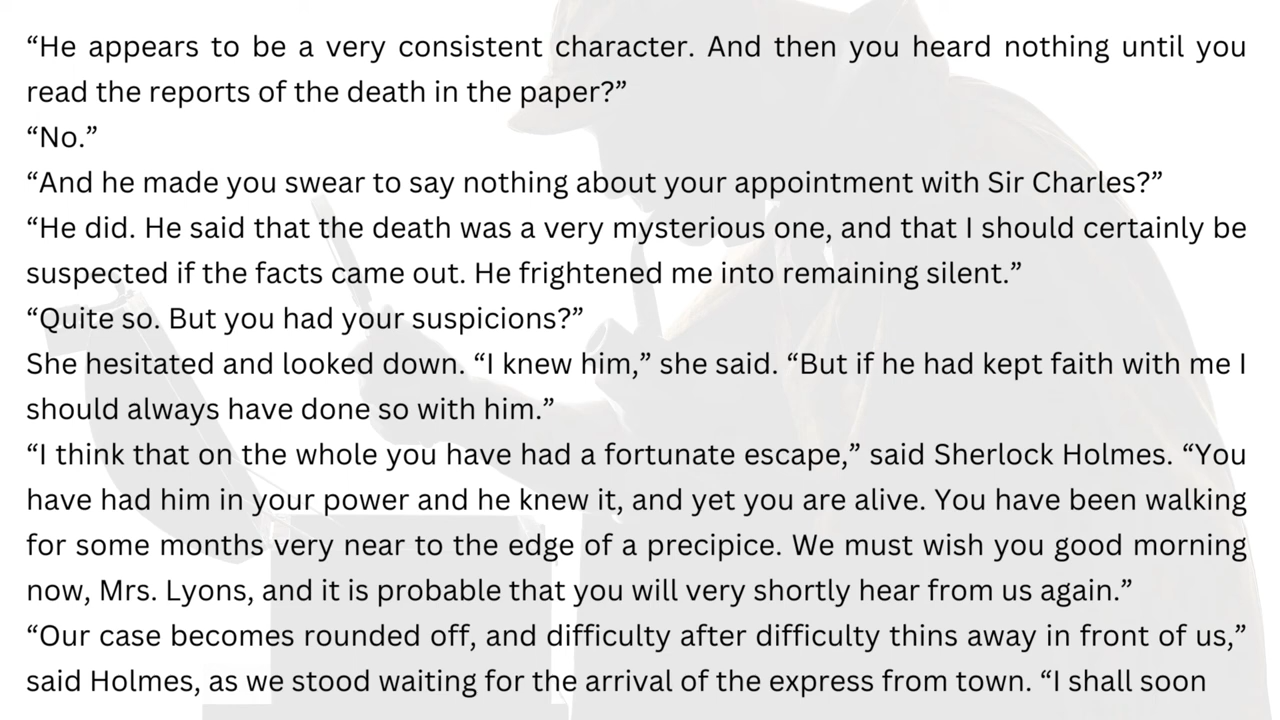 “He appears to be a very consistent character. And then you heard nothing until you
read the reports of the death in the paper?”
“No.”
“And he made you swear to say nothing about your appointment with Sir Charles?”
“He did. He said that the death was a very mysterious one, and that I should certainly be
suspected if the facts came out. He frightened me into remaining silent.”
“Quite so. But you had your suspicions?”
She hesitated and looked down. “I knew him,” she said. “But if he had kept faith with me I
should always have done so with him.”
“I think that on the whole you have had a fortunate escape,” said Sherlock Holmes. “You
have had him in your power and he knew it, and yet you are alive. You have been walking
for some months very near to the edge of a precipice. We must wish you good morning
now, Mrs. Lyons, and it is probable that you will very shortly hear from us again.”
“Our case becomes rounded off, and difficulty after difficulty thins away in front of us,”
said Holmes, as we stood waiting for the arrival of the express from town. “I shall soon